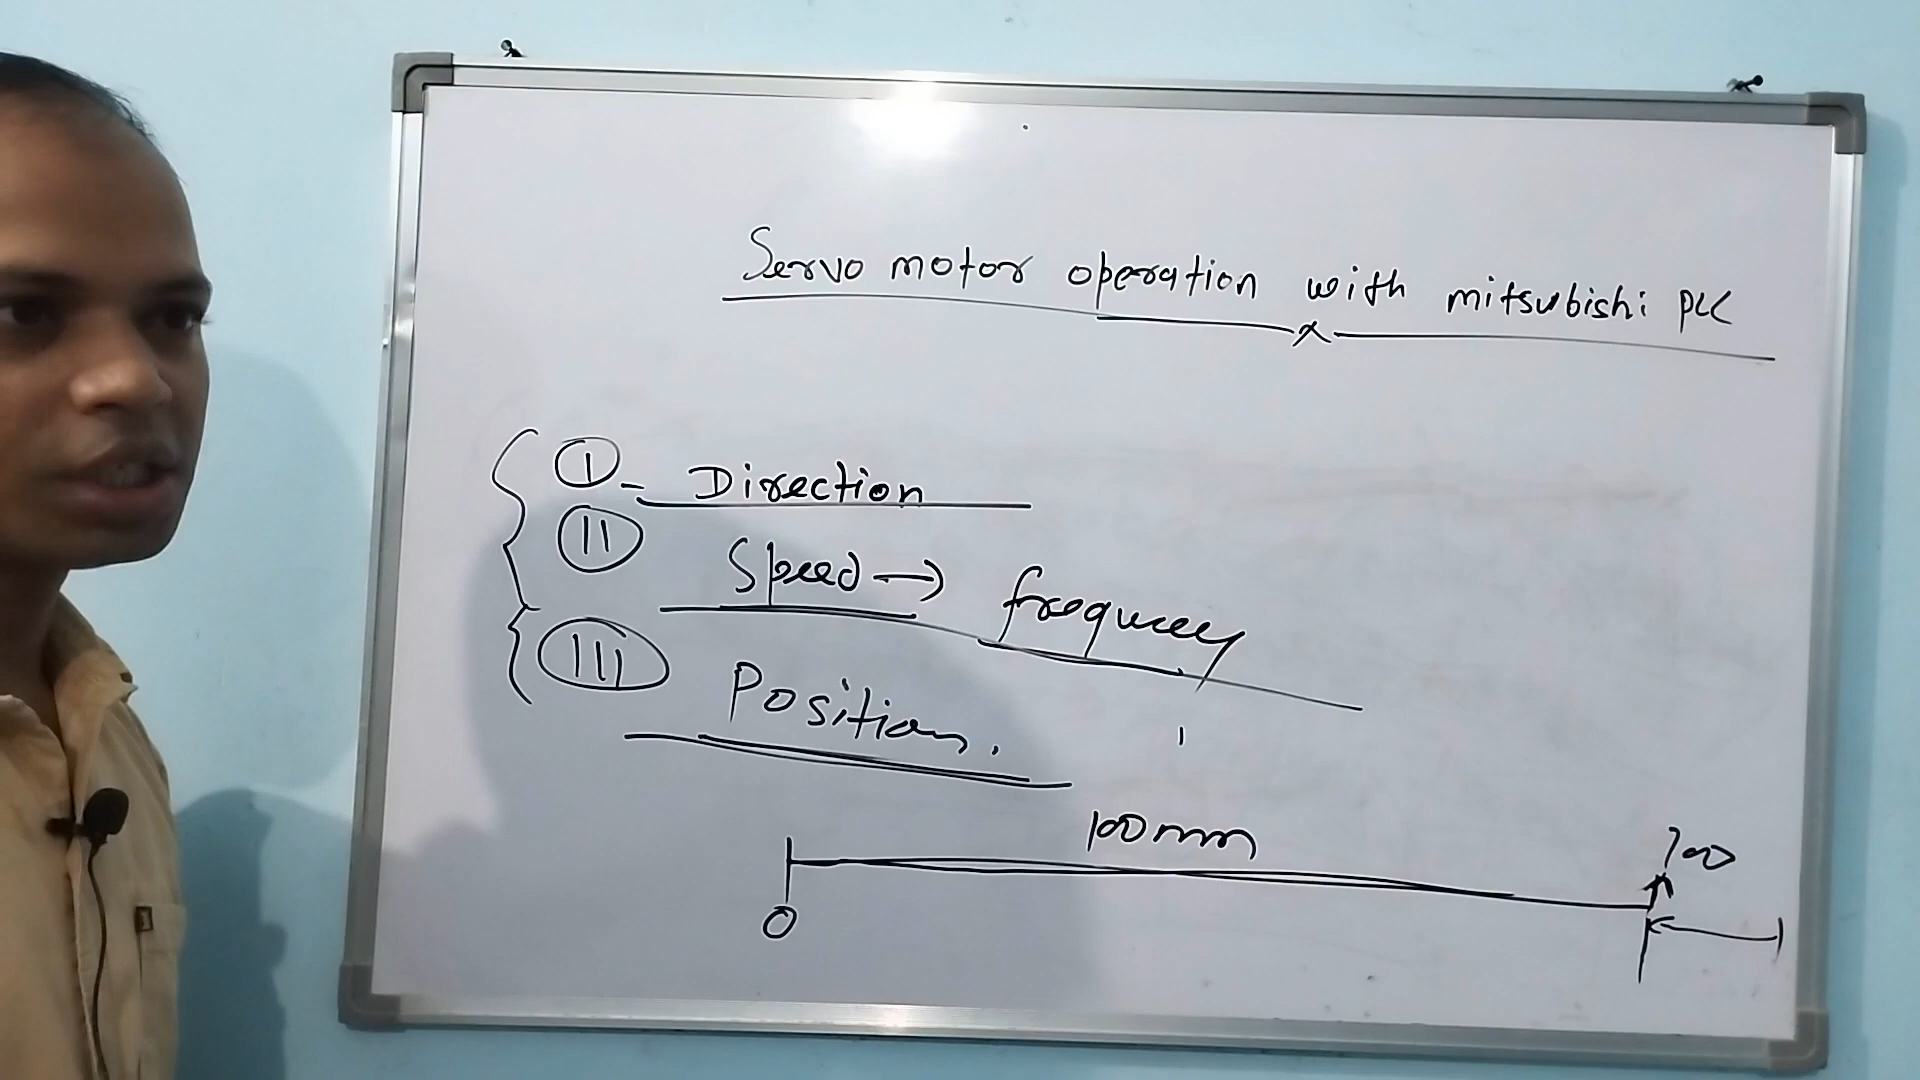 Servo motor operation with mitsubishi PLC
I - Direction
II Speed → frequency
III Position.
100mm
100
0